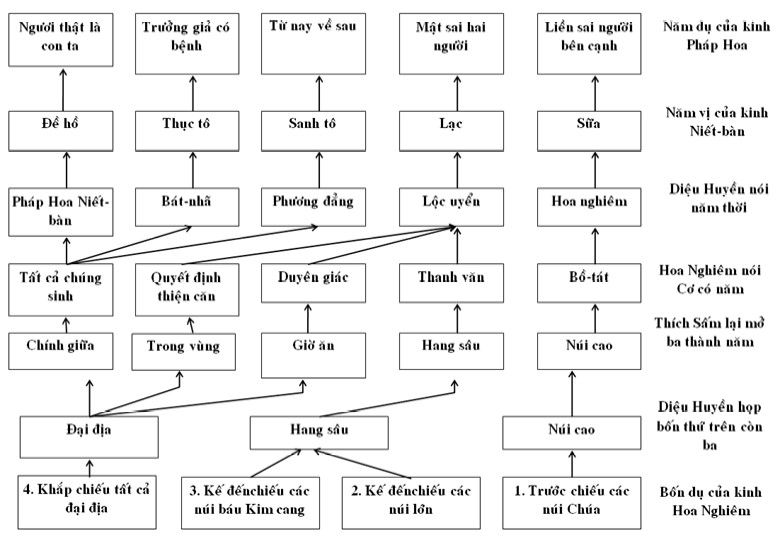 Người thật là
con ta
Trưởng giả có
bệnh
Từ nay về sau
Mật sai hai
người
Liền sai người
bên cạnh
Năm dụ của kinh
Pháp Hoa
Đề hồ
Thục tô
Sanh tô
Lạc
Sữa
Năm vị của kinh
Niết-bàn
Pháp Hoa Niết-
bàn
Bát-nhã
Phương đẳng
Lộc uyển
Hoa nghiêm
Diệu Huyền nói
năm thời
Tất cả chúng
sinh
Quyết định
thiện căn
Duyên giác
Thanh văn
Bồ-tát
Hoa Nghiêm nói
Cơ có năm
Chính giữa
Trong vùng
Giờ ăn
Hang sâu
Núi cao
Thích Sấm lại mở
ba thành năm
Đại địa
Hang sâu
Núi cao
Diệu Huyền họp
bốn thứ trên còn
ba
4. Khắp chiếu tất cả
đại địa
3. Kế đếnchiếu các
núi báu Kim cang
2. Kế đếnchiếu các
núi lớn
1. Trước chiếu các
núi Chúa
Bốn dụ của kinh
Hoa Nghiêm